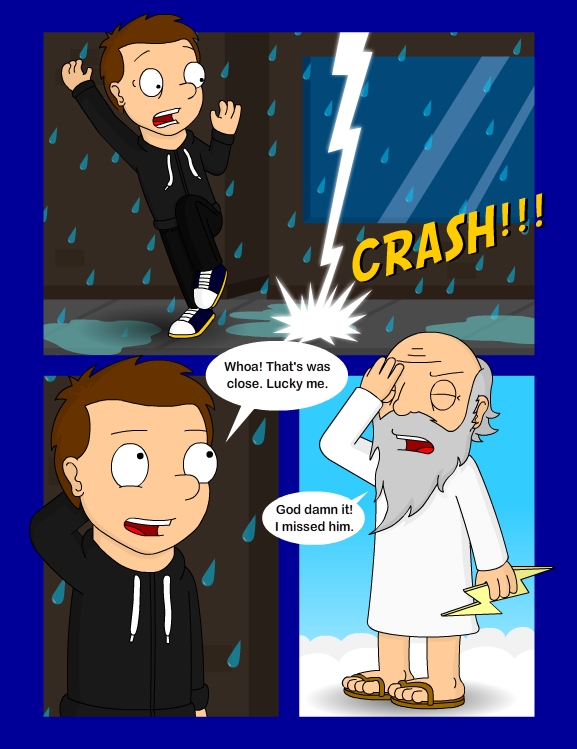 CRASH!!!
Whoa! That's was
close. Lucky me.
God damn it!
I missed him.